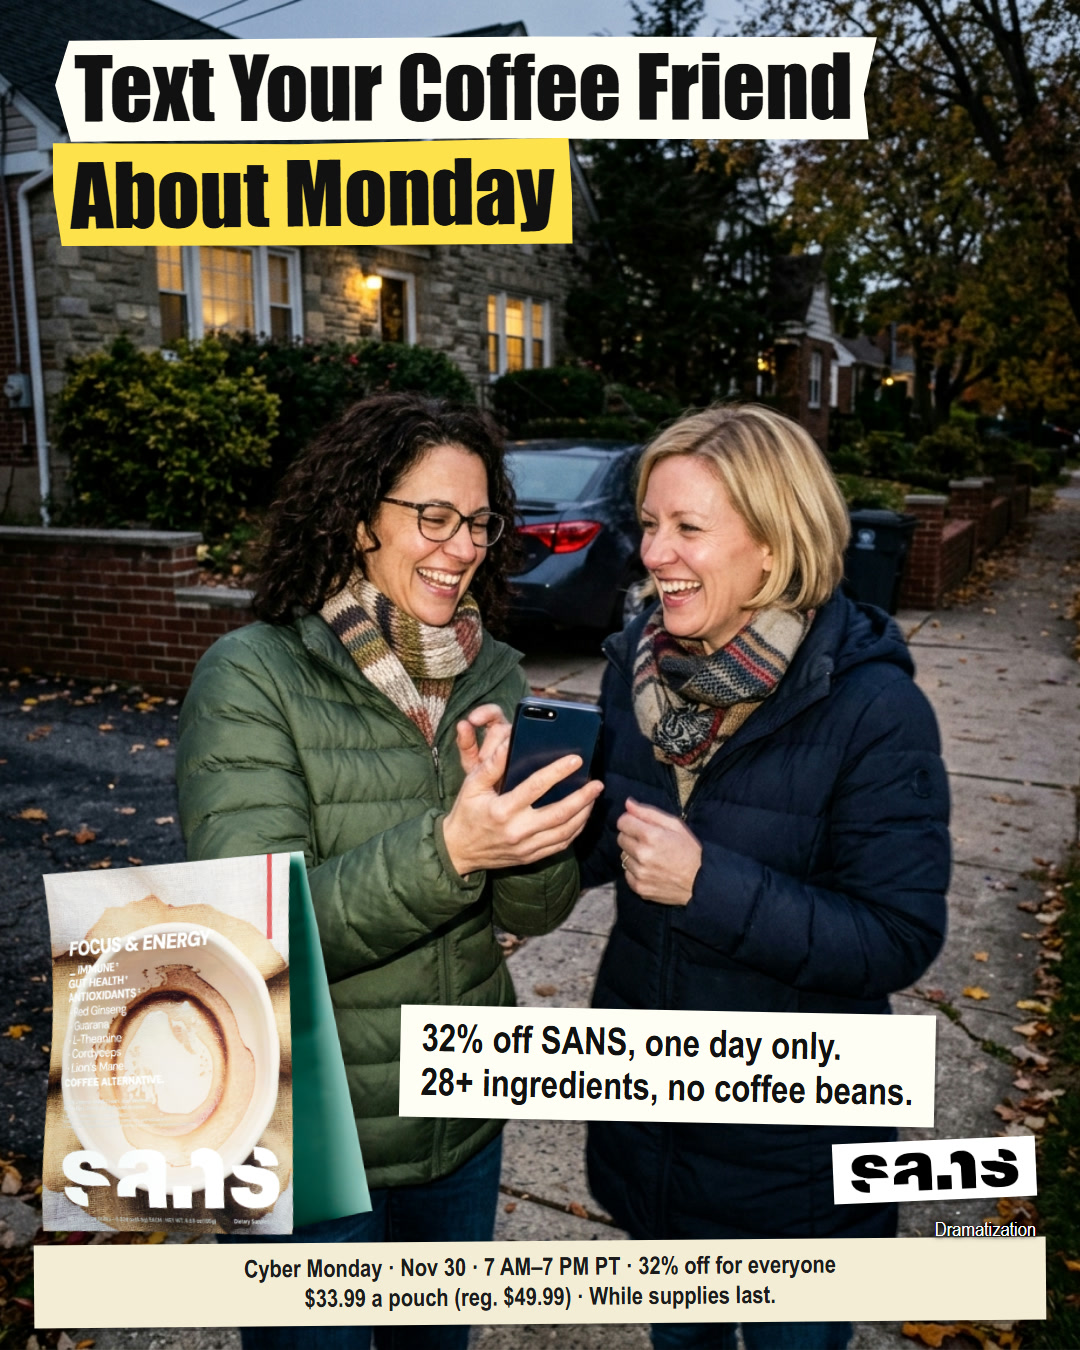 Text Your Coffee Friend
About Monday
FOCUS & ENERGY
IMMUNE
GUT HEALTH
ANTIOXIDANTS
Red Ginseng
Guarana
L-Theanine
Cordyceps
Lion's Mane
COFFEE ALTERNATIVE.
sans
32% off SANS, one day only.
28+ ingredients, no coffee beans.
sans
Dramatization
Cyber Monday · Nov 30 · 7 AM–7 PM PT · 32% off for everyone
$33.99 a pouch (reg. $49.99) · While supplies last.